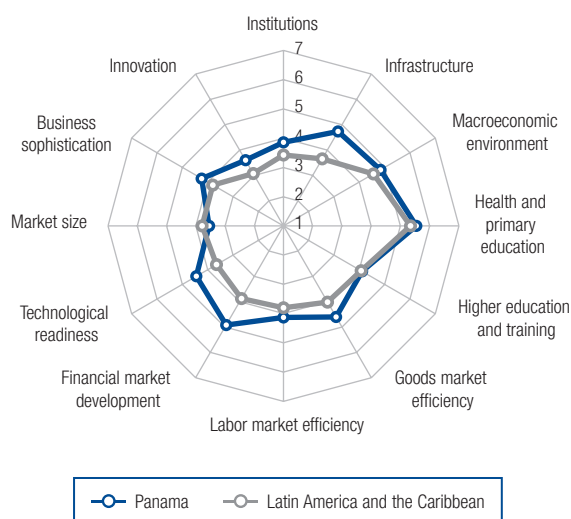 Institutions
7
6
5
4
3
2
1
Infrastructure
Macroeconomic
environment
Health and
primary
education
Higher education
and training
Goods market
efficiency
Labor market efficiency
Financial market
development
Technological
readiness
Market size
Business
sophistication
Innovation
Panama
Latin America and the Caribbean